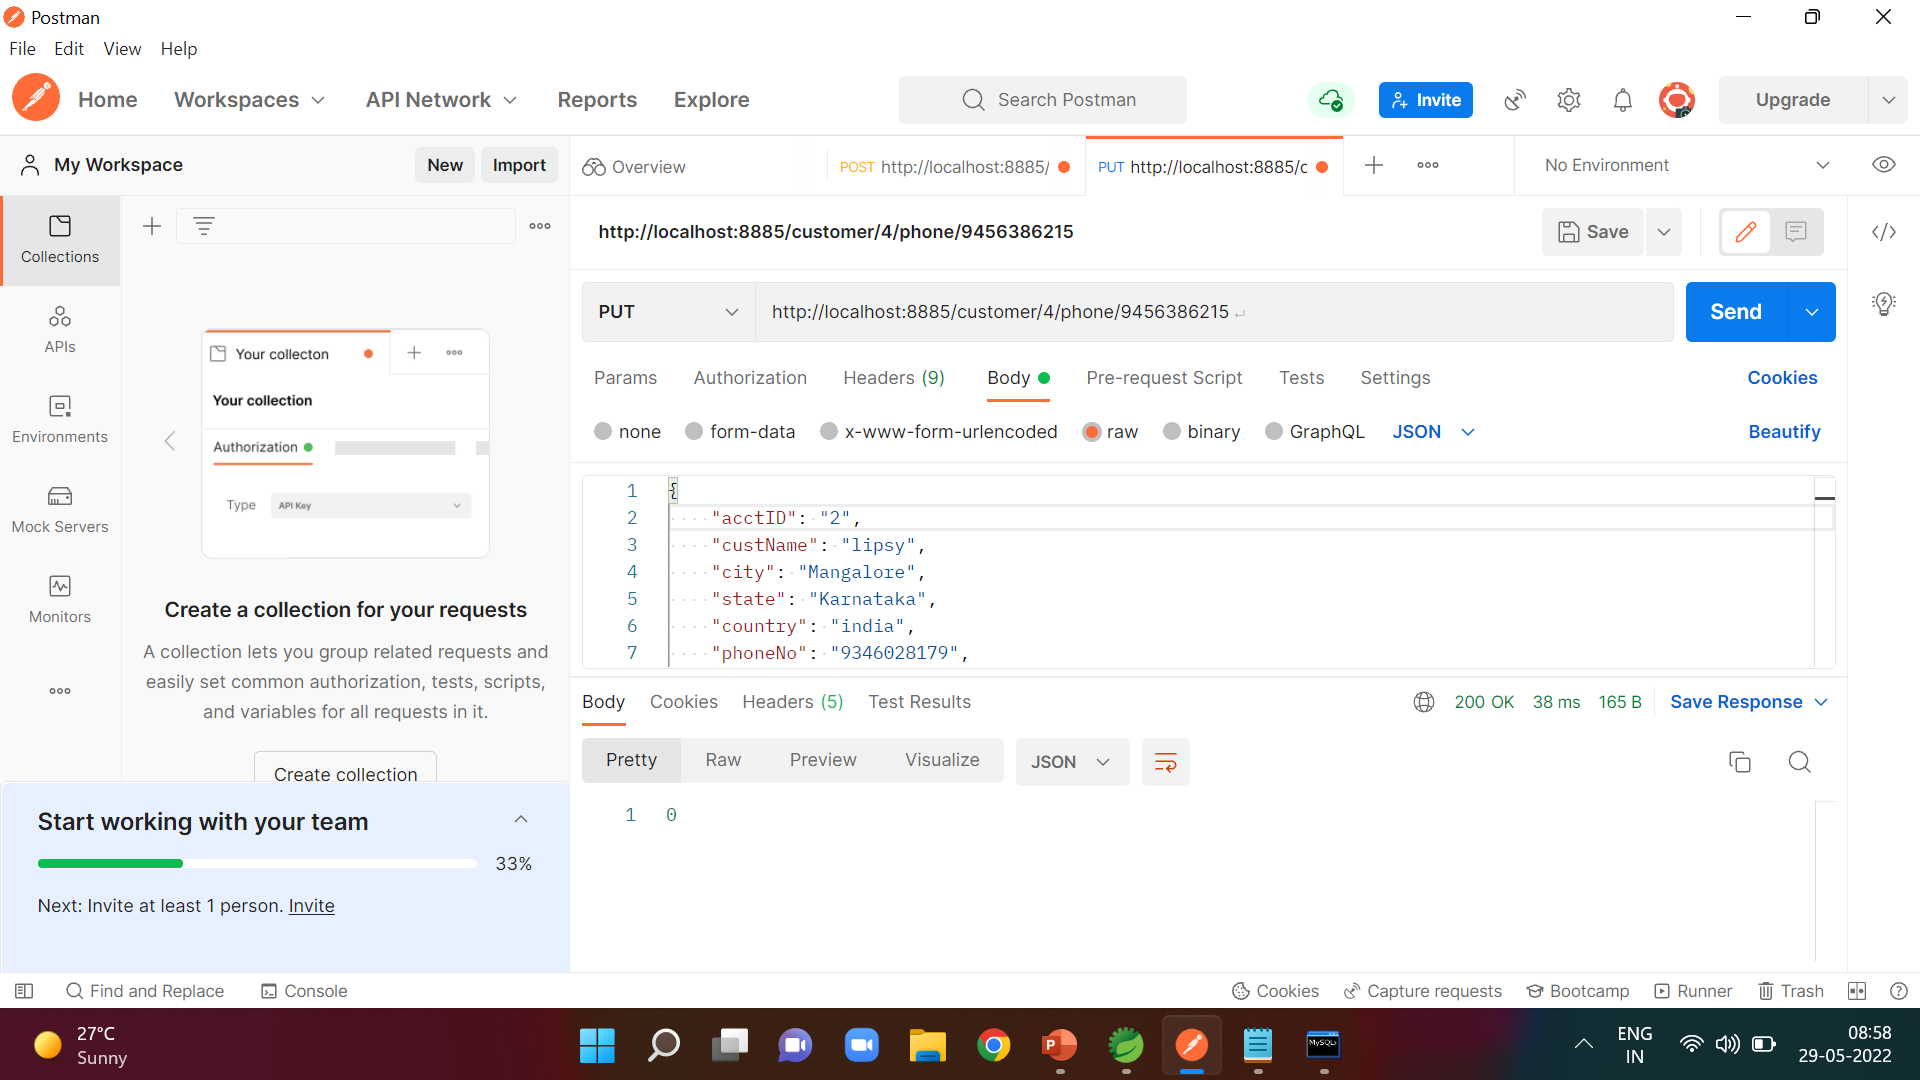 Postman
File Edit View Help
Home Workspaces API Network Reports Explore Search Postman Invite Upgrade
My Workspace New Import Overview POST http://localhost:8885/ PUT http://localhost:8885/c No Environment
Collections
APIs
Environments
Mock Servers
Monitors
Your collecton
Your collection
Authorization
Type API Key
Create a collection for your requests
A collection lets you group related requests and
easily set common authorization, tests, scripts,
and variables for all requests in it.
Create collection
Start working with your team
33%
Next: Invite at least 1 person. Invite
http://localhost:8885/customer/4/phone/9456386215 Save
PUT http://localhost:8885/customer/4/phone/9456386215 Send
Params Authorization Headers (9) Body Pre-request Script Tests Settings Cookies
none form-data x-www-form-urlencoded raw binary GraphQL JSON Beautify
1 {
2 "acctID": "2",
3 "custName": "lipsy",
4 "city": "Mangalore",
5 "state": "Karnataka",
6 "country": "india",
7 "phoneNo": "9346028179",
Body Cookies Headers (5) Test Results 200 OK 38 ms 165 B Save Response
Pretty Raw Preview Visualize JSON
1 0
Find and Replace Console Cookies Capture requests Bootcamp Runner Trash
27°C
Sunny
MySQL>
ENG
IN
08:58
29-05-2022